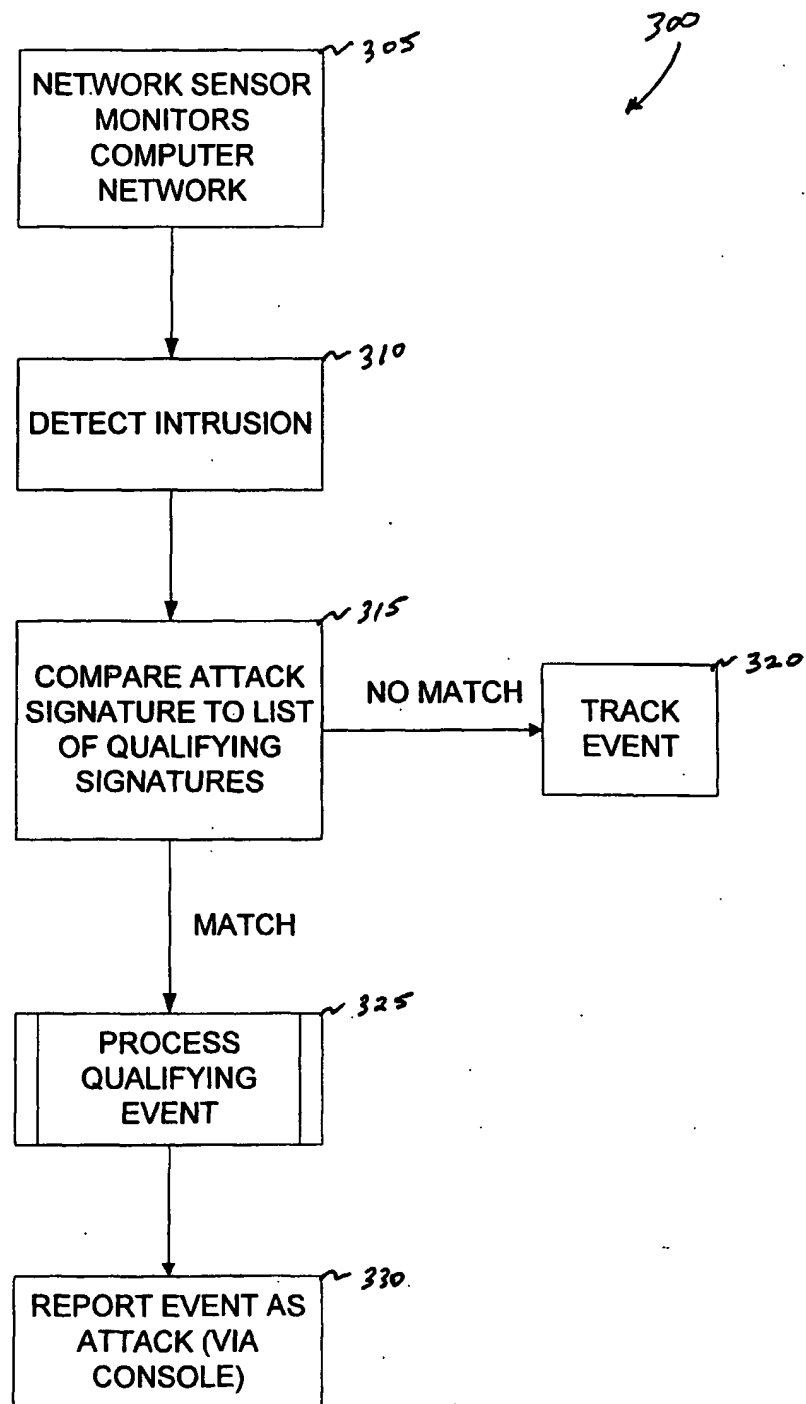 300
305
NETWORK SENSOR
MONITORS
COMPUTER
NETWORK
310
DETECT INTRUSION
315
COMPARE ATTACK
SIGNATURE TO LIST
OF QUALIFYING
SIGNATURES
NO MATCH
320
TRACK
EVENT
MATCH
325
PROCESS
QUALIFYING
EVENT
330
REPORT EVENT AS
ATTACK (VIA
CONSOLE)